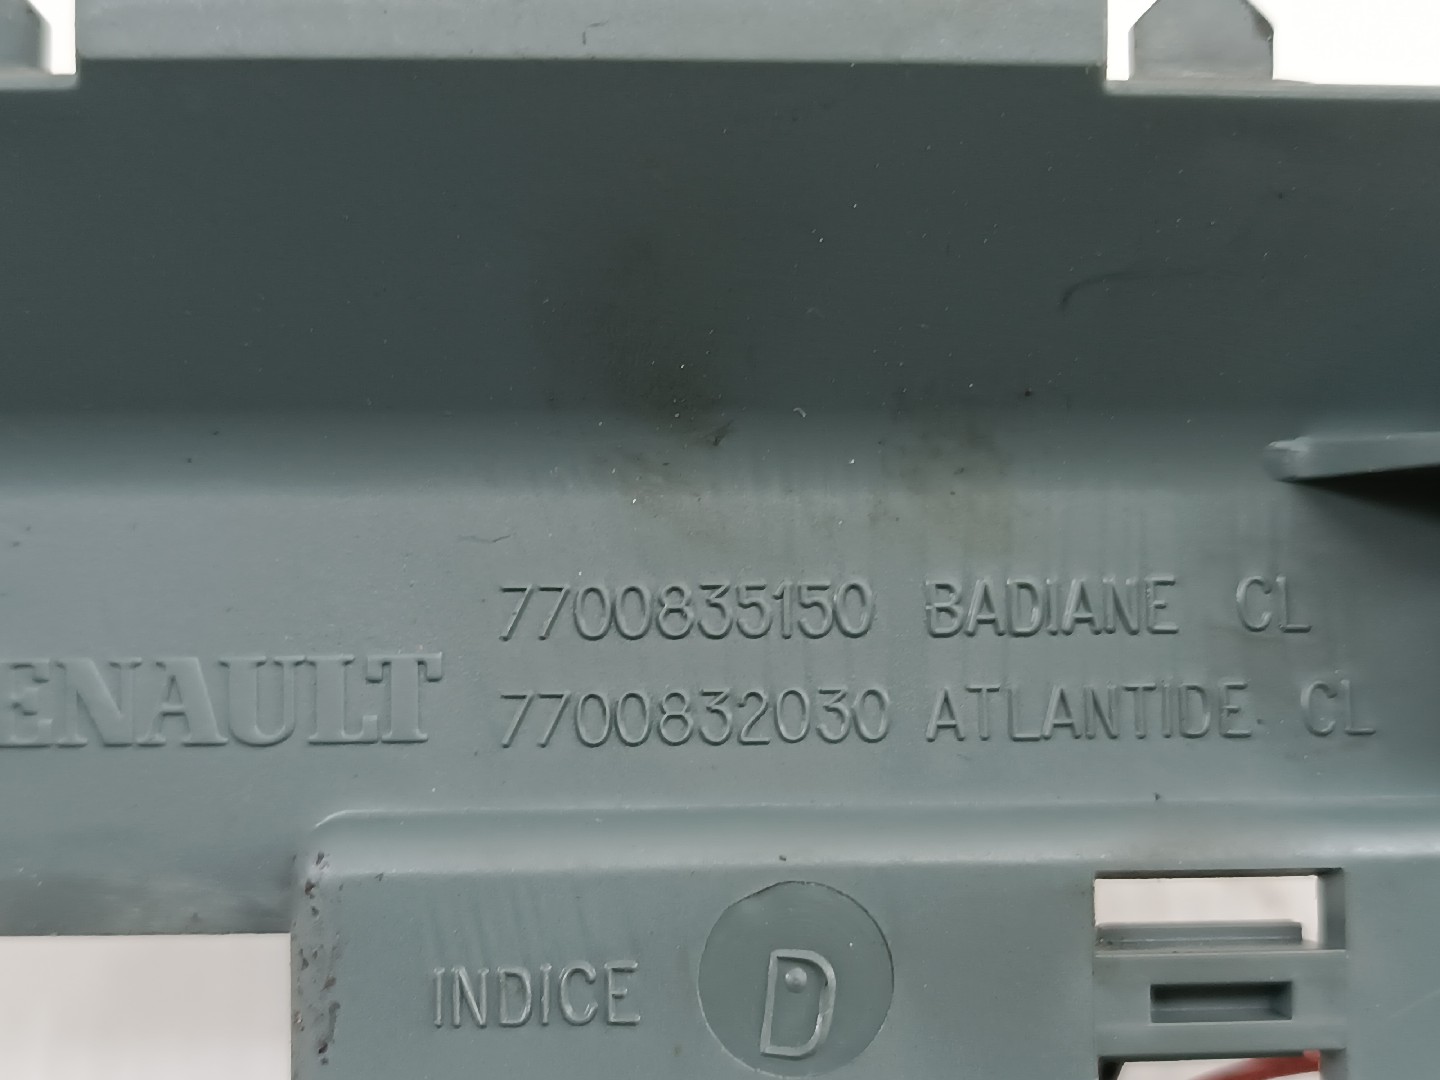 7700835150 BADIANE CL
ENAULT 7700832030 ATLANTIDE CL
INDICE D